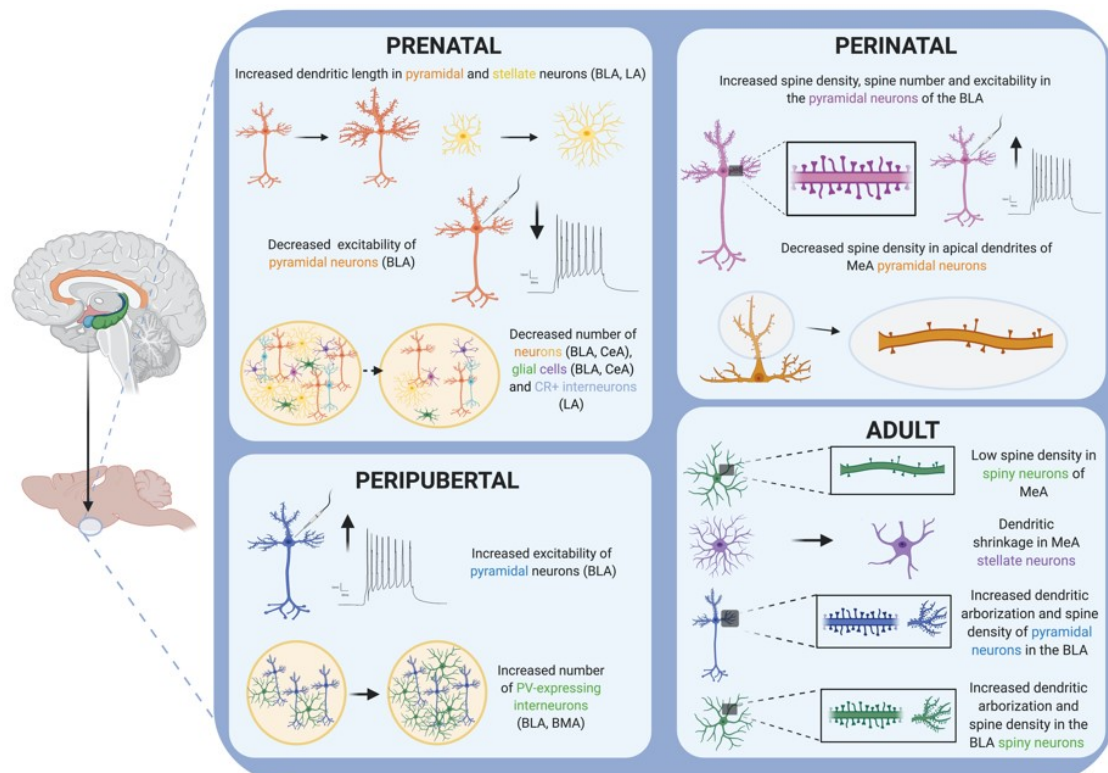 PRENATAL
Increased dendritic length in pyramidal and stellate neurons (BLA, LA)
Decreased excitability of
pyramidal neurons (BLA)
Decreased number of
neurons (BLA, CeA),
glial cells (BLA, CeA)
and CR+ interneurons
(LA)
PERINATAL
Increased spine density, spine number and excitability in
the pyramidal neurons of the BLA
Decreased spine density in apical dendrites of
MeA pyramidal neurons
PERIPUBERTAL
Increased excitability of
pyramidal neurons (BLA)
Increased number
of PV-expressing
interneurons
(BLA, BMA)
ADULT
Low spine density in
spiny neurons of
MeA
Dendritic
shrinkage in MeA
stellate neurons
Increased dendritic
arborization and spine
density of pyramidal
neurons in the BLA
Increased dendritic
arborization and
spine density in the
BLA spiny neurons